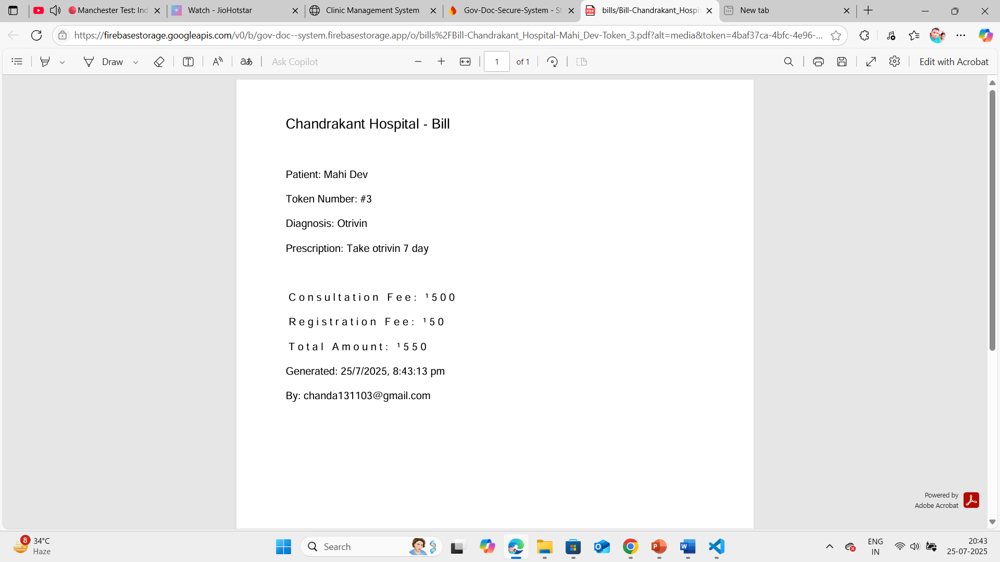 Manchester Test: Ind
Watch - JioHotstar
Clinic Management System
Gov-Doc-Secure-System - St
bills/Bill-Chandrakant_Hospit
New tab
https://firebasestorage.googleapis.com/v0/b/gov-doc--system.firebasestorage.app/o/bills%2FBill-Chandrakant_Hospital-Mahi_Dev-Token_3.pdf?alt=media&token=4baf37ca-4bfc-4e96-...
Draw
Ask Copilot
1 of 1
Edit with Acrobat
Chandrakant Hospital - Bill
Patient: Mahi Dev
Token Number: #3
Diagnosis: Otrivin
Prescription: Take otrivin 7 day
Consultation Fee: ¹500
Registration Fee: ¹50
Total Amount: ¹550
Generated: 25/7/2025, 8:43:13 pm
By: chanda131103@gmail.com
Powered by
Adobe Acrobat
8
34°C
Haze
Search
ENG
IN
20:43
25-07-2025